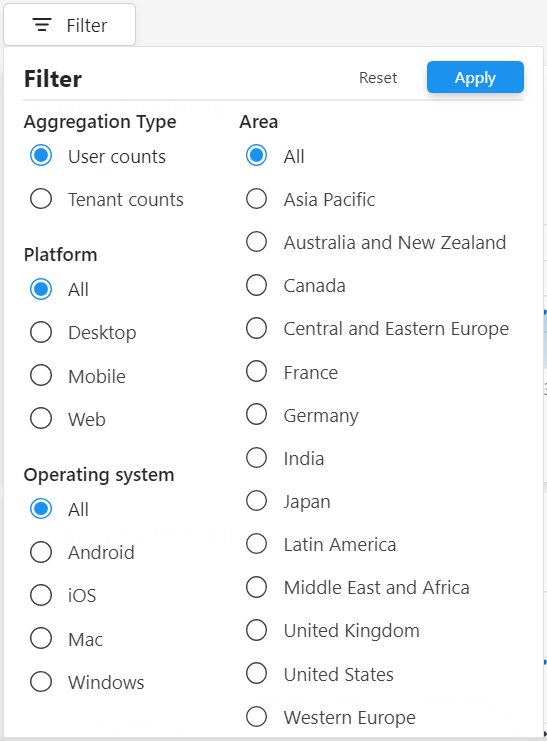 Filter
Filter
Reset
Apply
Aggregation Type
User counts
Tenant counts
Platform
All
Desktop
Mobile
Web
Operating system
All
Android
iOS
Mac
Windows
Area
All
Asia Pacific
Australia and New Zealand
Canada
Central and Eastern Europe
France
Germany
India
Japan
Latin America
Middle East and Africa
United Kingdom
United States
Western Europe